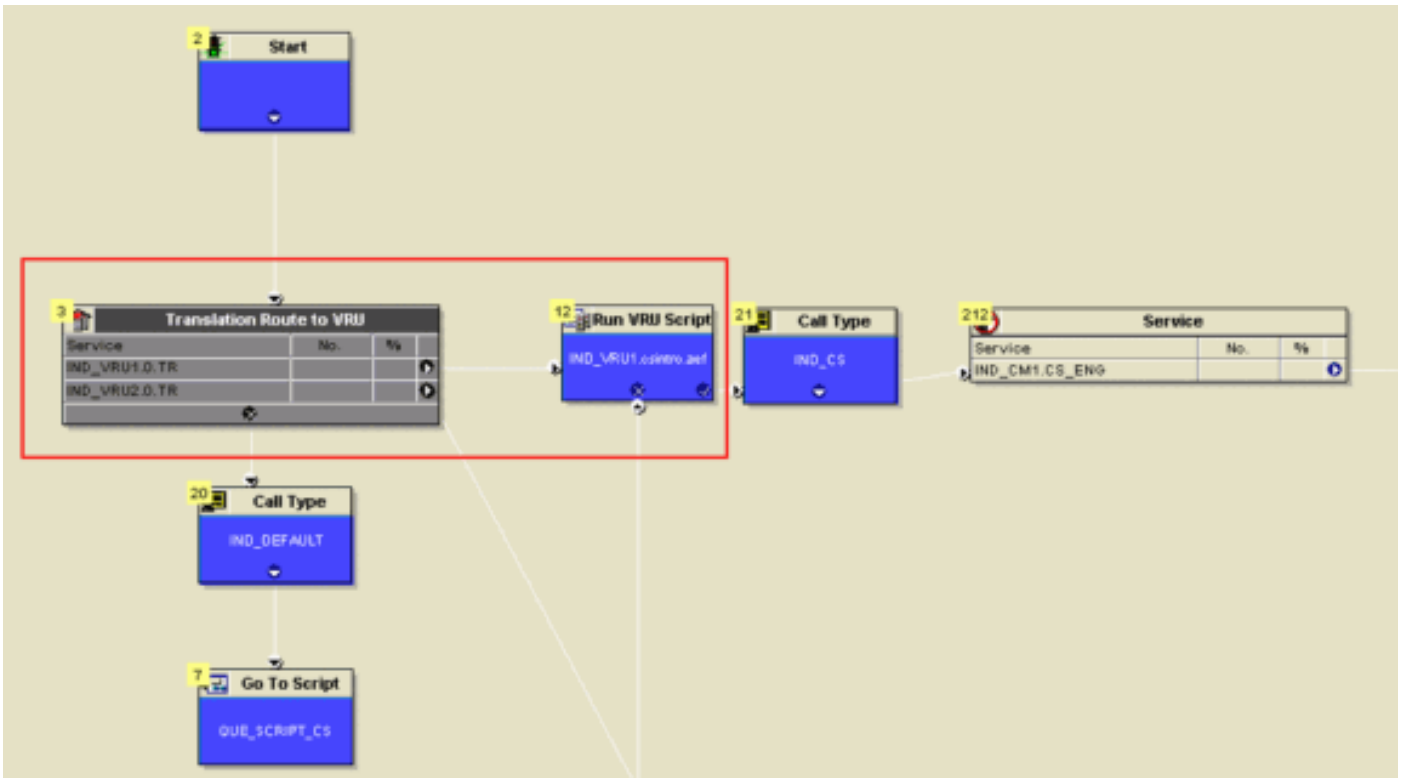 2 Start
3 Translation Route to VRU
Service No. %
IND_VRU1.0.TR
IND_VRU2.0.TR
12 Run VRU Script
IND_VRU1.csintro.aef
21 Call Type
IND_CS
212 Service
Service No. %
IND_CM1.CS_ENG
20 Call Type
IND_DEFAULT
7 Go To Script
QUE_SCRIPT_CS